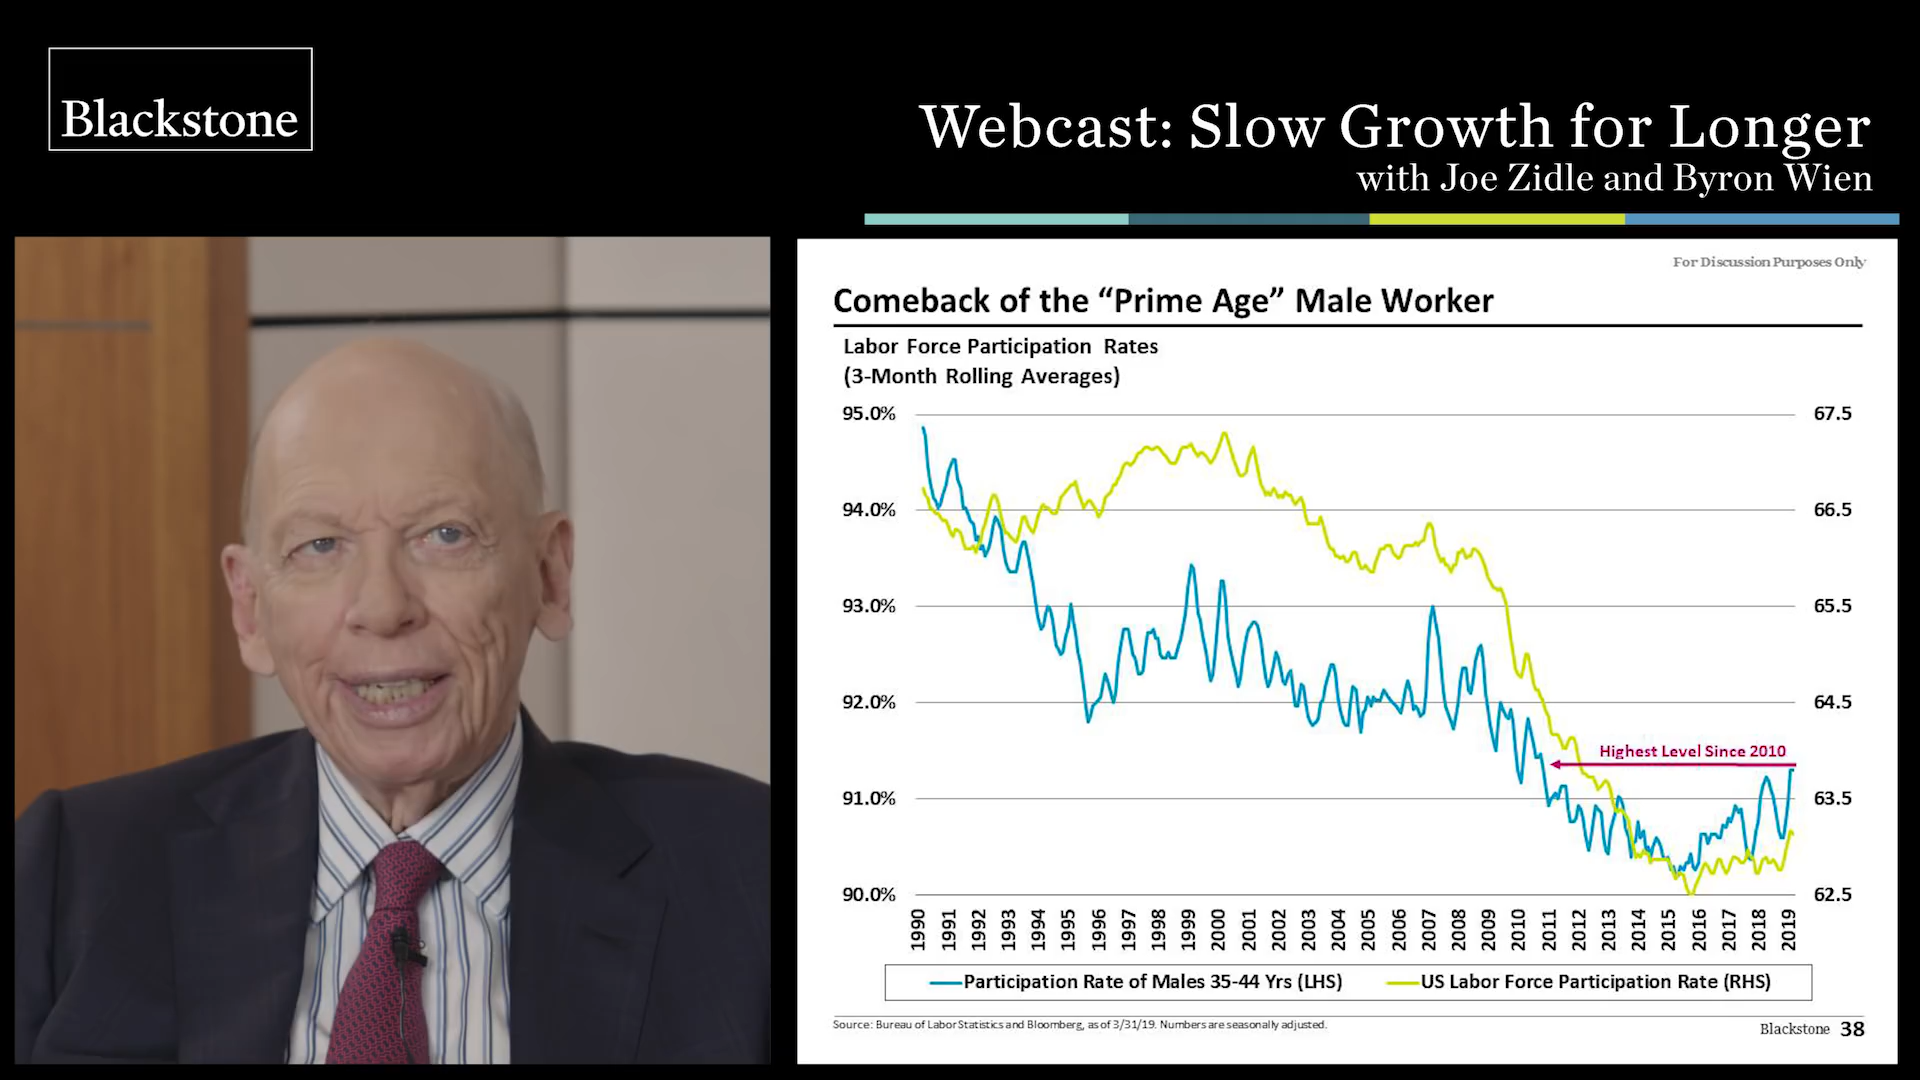 Blackstone
Webcast: Slow Growth for Longer
with Joe Zidle and Byron Wien
For Discussion Purposes Only
Comeback of the “Prime Age” Male Worker
Labor Force Participation Rates
(3-Month Rolling Averages)
95.0%
94.0%
93.0%
92.0%
91.0%
90.0%
67.5
66.5
65.5
64.5
63.5
62.5
Highest Level Since 2010
1990 1991 1992 1993 1994 1995 1996 1997 1998 1999 2000 2001 2002 2003 2004 2005 2006 2007 2008 2009 2010 2011 2012 2013 2014 2015 2016 2017 2018 2019
Participation Rate of Males 35-44 Yrs (LHS) US Labor Force Participation Rate (RHS)
Source: Bureau of Labor Statistics and Bloomberg, as of 3/31/19. Numbers are seasonally adjusted.
Blackstone 38